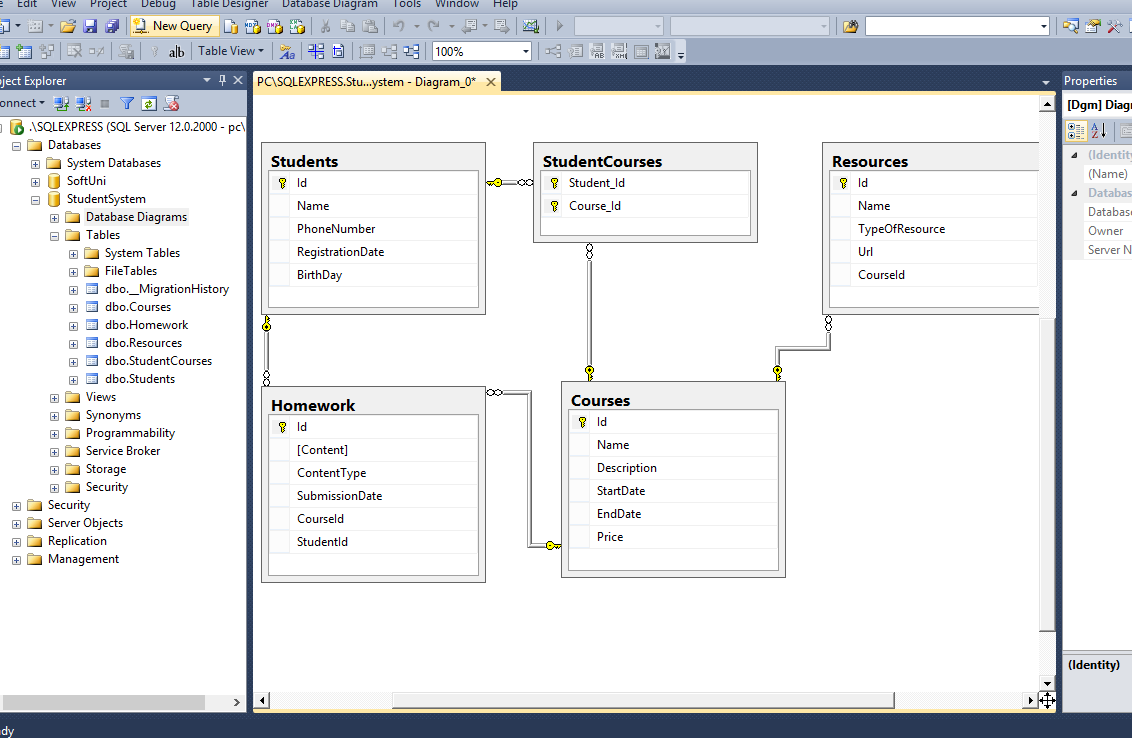 Edit View Project Debug Table Designer Database Diagram Tools Window Help
New Query
ab| Table View 100%
ject Explorer
PC\SQLEXPRESS.Stu...ystem - Diagram_0*
Properties
onnect
[Dgm] Diagr
.\SQLEXPRESS (SQL Server 12.0.2000 - pc\
Databases
System Databases
SoftUni
StudentSystem
Database Diagrams
Tables
System Tables
FileTables
dbo.__MigrationHistory
dbo.Courses
dbo.Homework
dbo.Resources
dbo.StudentCourses
dbo.Students
Views
Synonyms
Programmability
Service Broker
Storage
Security
Security
Server Objects
Replication
Management
Students
Id
Name
PhoneNumber
RegistrationDate
BirthDay
StudentCourses
Student_Id
Course_Id
Resources
Id
Name
TypeOfResource
Url
CourseId
Homework
Id
[Content]
ContentType
SubmissionDate
CourseId
StudentId
Courses
Id
Name
Description
StartDate
EndDate
Price
(Identity
(Name)
Databas
Database
Owner
Server N
(Identity)
dy